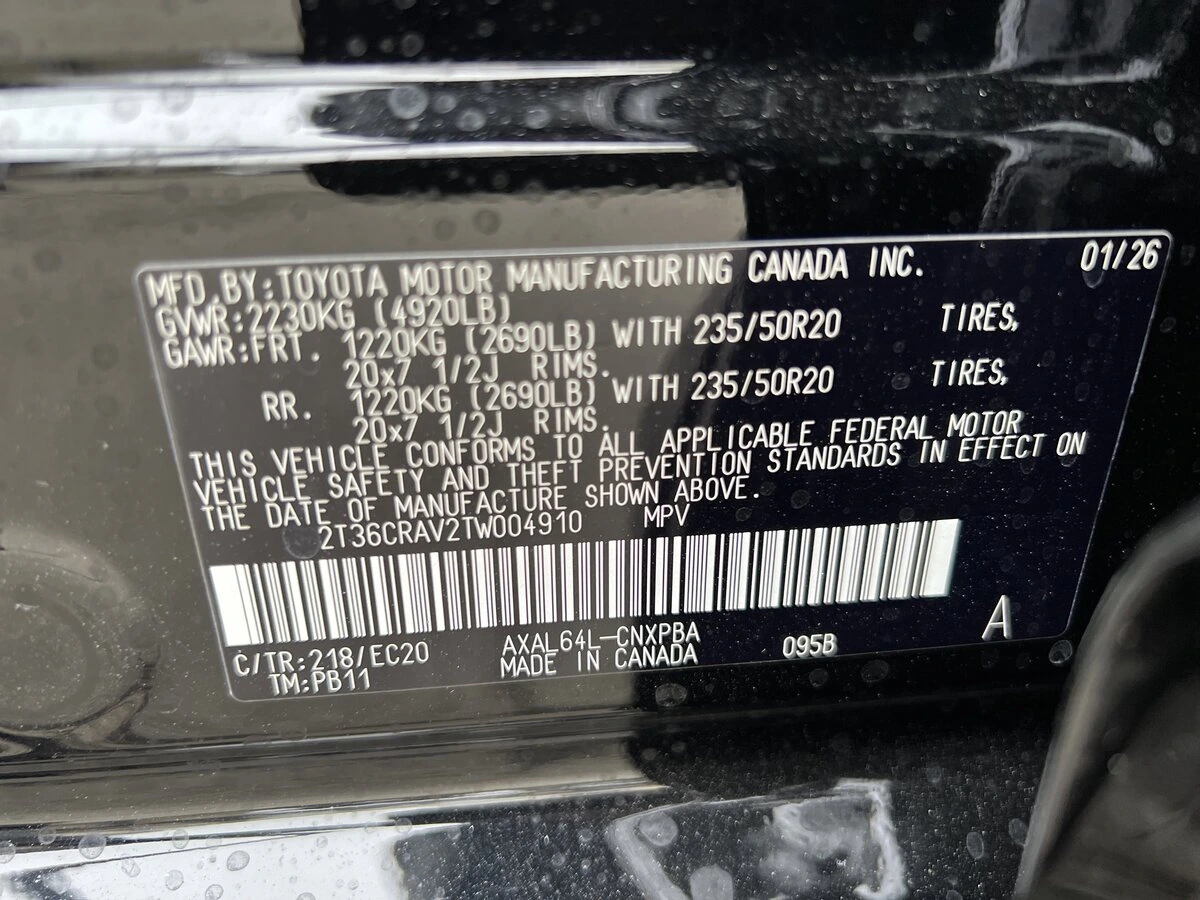 MFD.BY:TOYOTA MOTOR MANUFACTURING CANADA INC. 01/26
GVWR:2230KG (4920LB)
GAWR:FRT. 1220KG (2690LB) WITH 235/50R20 TIRES,
20x7 1/2J RIMS.
RR. 1220KG (2690LB) WITH 235/50R20 TIRES,
20x7 1/2J RIMS.
THIS VEHICLE CONFORMS TO ALL APPLICABLE FEDERAL MOTOR
VEHICLE SAFETY AND THEFT PREVENTION STANDARDS IN EFFECT ON
THE DATE OF MANUFACTURE SHOWN ABOVE.
2T36CRAV2TW004910 MPV
C/TR:218/EC20 AXAL64L-CNXPBA 095B A
TM:PB11 MADE IN CANADA